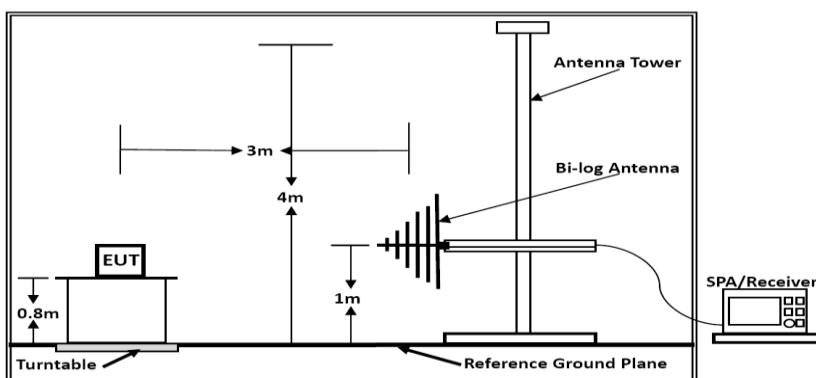 Antenna Tower
3m
Bi-log Antenna
4m
EUT
SPA/Receiver
0.8m
1m
Turntable
Reference Ground Plane